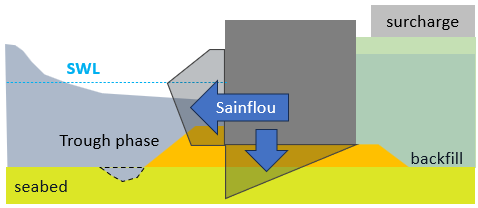 surcharge
SWL
Sainflou
Trough phase
backfill
seabed